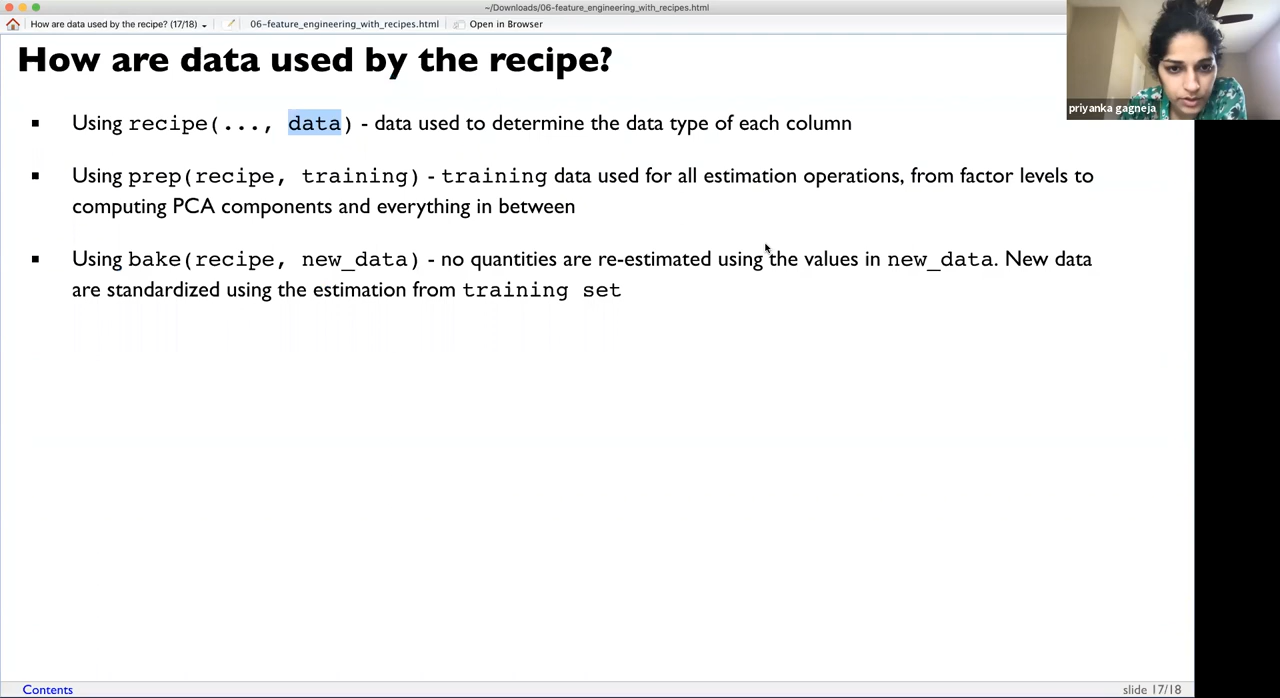 ~/Downloads/06-feature_engineering_with_recipes.html
How are data used by the recipe? (17/18)
06-feature_engineering_with_recipes.html
Open in Browser
How are data used by the recipe?
priyanka gagneja
Using recipe(..., data) - data used to determine the data type of each column
Using prep(recipe, training) - training data used for all estimation operations, from factor levels to
computing PCA components and everything in between
Using bake(recipe, new_data) - no quantities are re-estimated using the values in new_data. New data
are standardized using the estimation from training set
Contents
slide 17/18